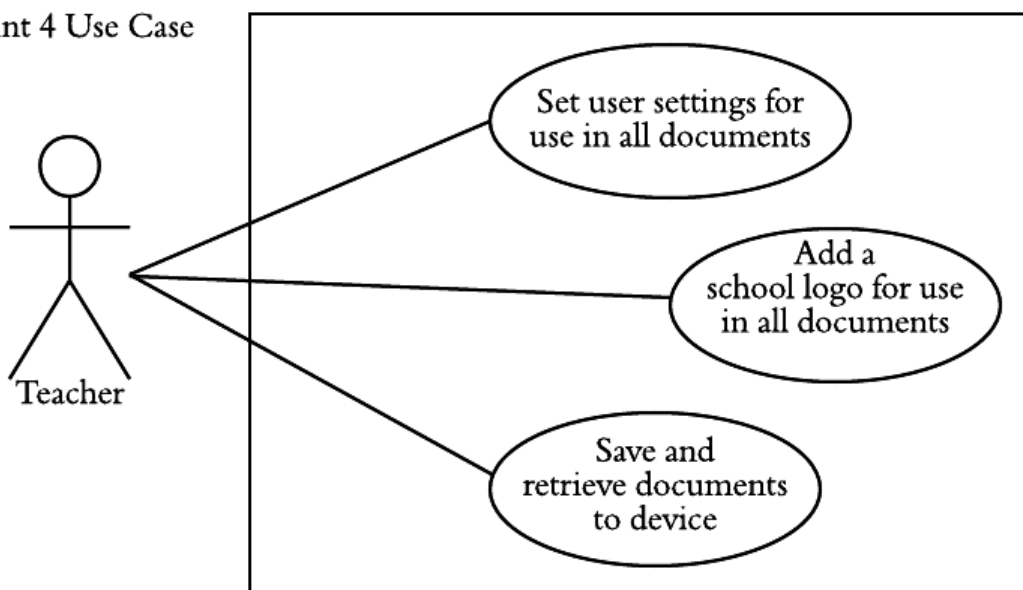 4 Use Case
Set user settings for
use in all documents
Add a
school logo for use
in all documents
Teacher
Save and
retrieve documents
to device